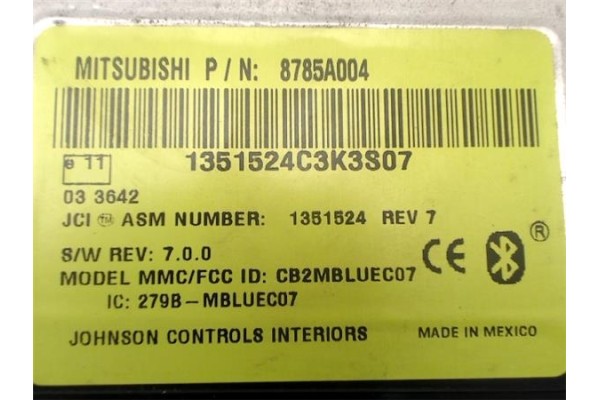 MITSUBISHI P/N: 8785A004
1351524C3K3S07
e 11
03 3642
JCI ™ ASM NUMBER: 1351524 REV 7
S/W REV: 7.0.0
CE ®
MODEL MMC/FCC ID: CB2MBLUEC07
IC: 279B-MBLUEC07
JOHNSON CONTROLS INTERIORS MADE IN MEXICO